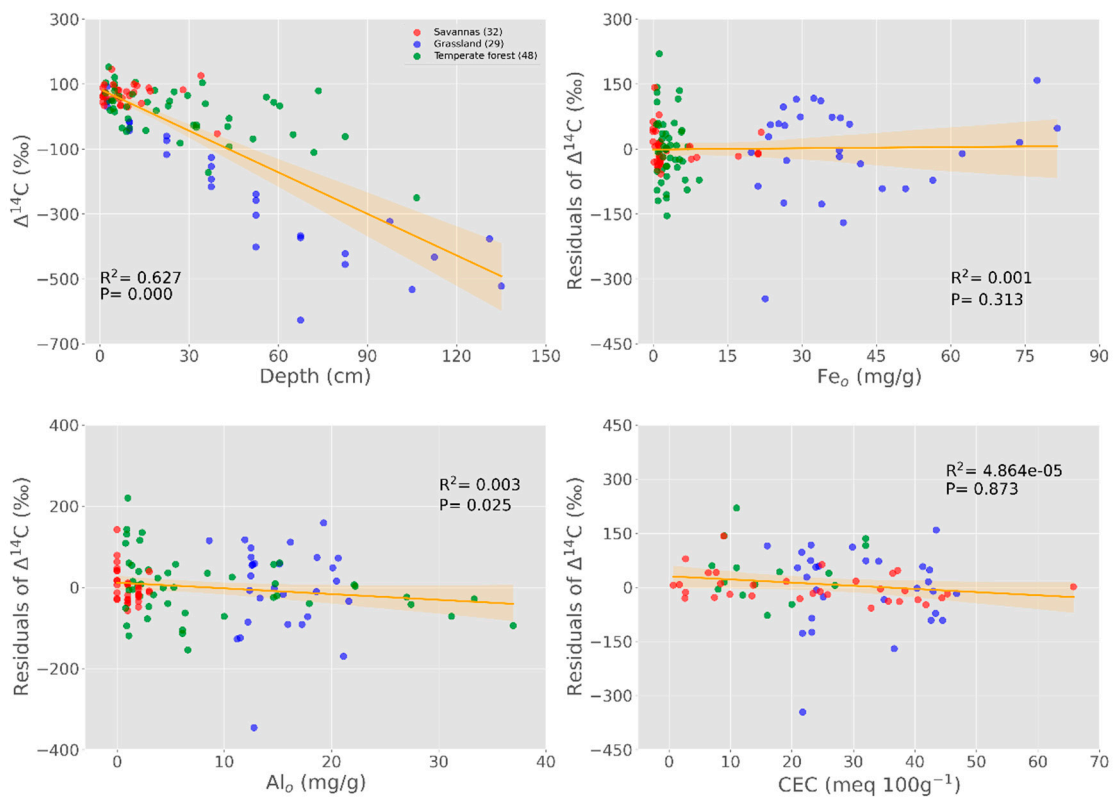 300
100
−100
−300
−500
−700
Δ¹⁴C (‰)
Savannas (32)
Grassland (29)
Temperate forest (48)
R²= 0.627
P= 0.000
0 30 60 90 120 150
Depth (cm)
300
150
0
−150
−300
−450
Residuals of Δ¹⁴C (‰)
R²= 0.001
P= 0.313
0 15 30 45 60 75 90
Feₒ (mg/g)
400
200
0
−200
−400
Residuals of Δ¹⁴C (‰)
R²= 0.003
P= 0.025
0 10 20 30 40
Alₒ (mg/g)
450
300
150
0
−150
−300
−450
Residuals of Δ¹⁴C (‰)
R²= 4.864e-05
P= 0.873
0 10 20 30 40 50 60 70
CEC (meq 100g⁻¹)